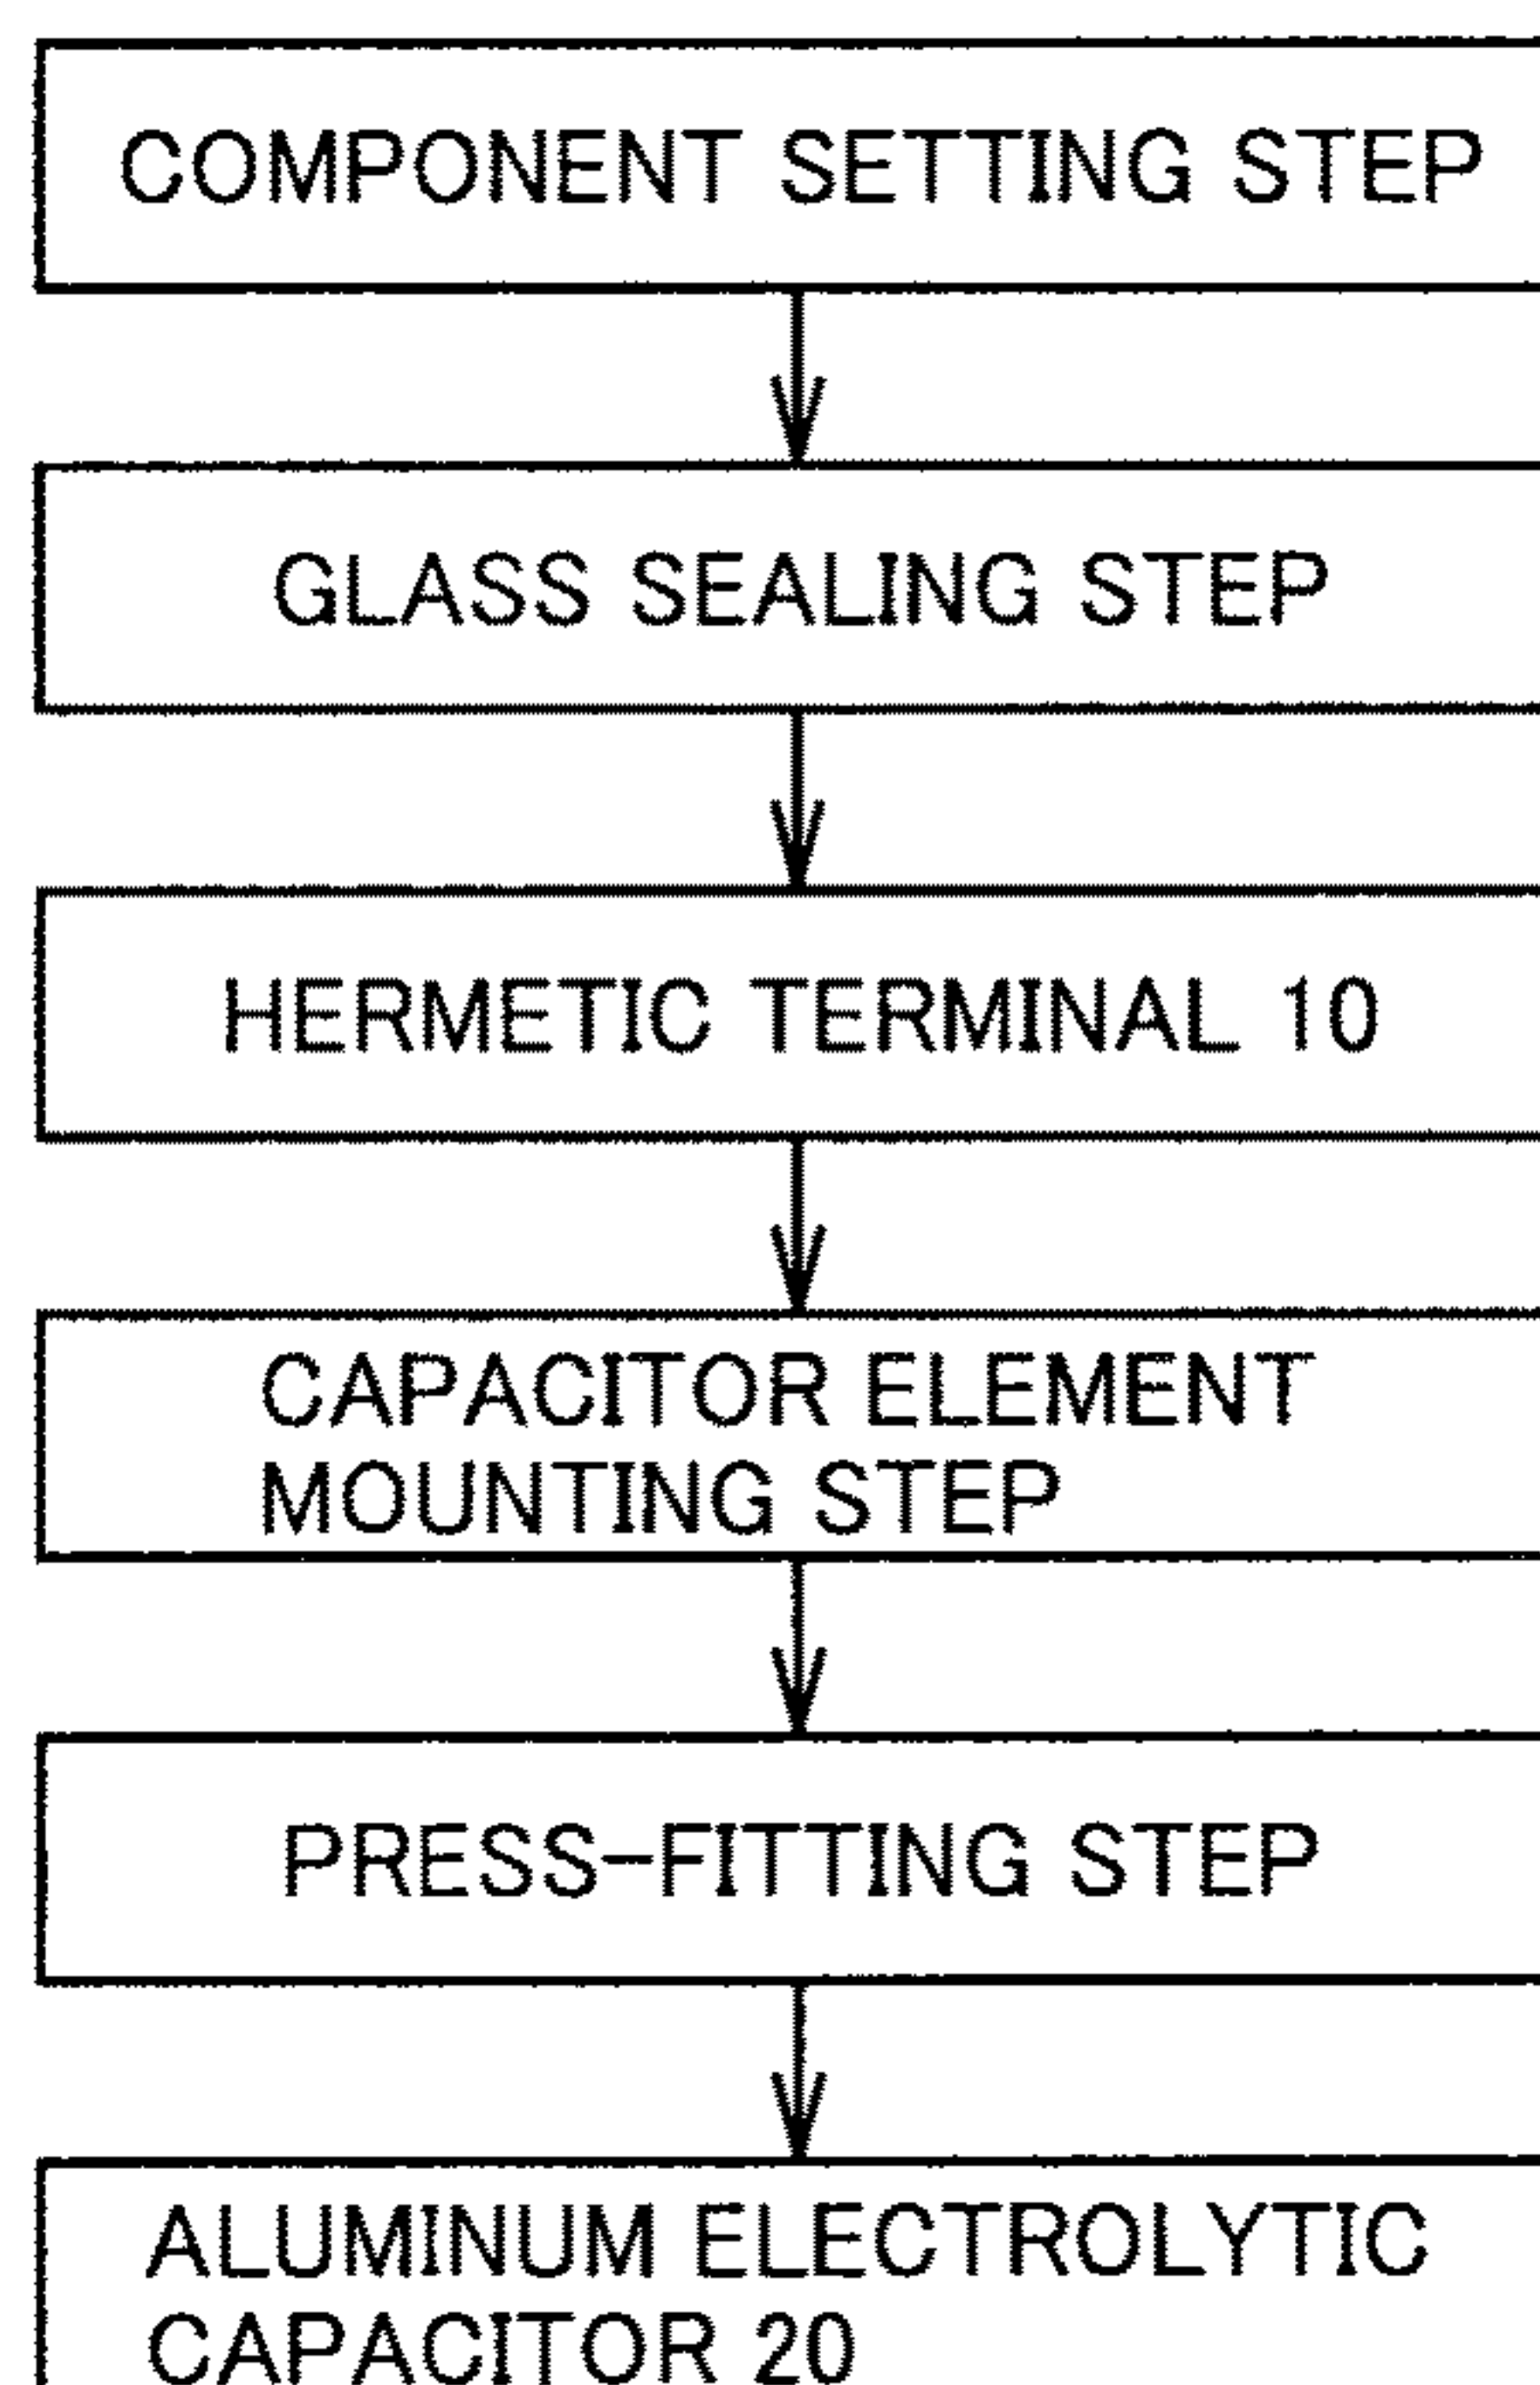 COMPONENT SETTING STEP
GLASS SEALING STEP
HERMETIC TERMINAL 10
CAPACITOR ELEMENT
MOUNTING STEP
PRESS-FITTING STEP
ALUMINUM ELECTROLYTIC
CAPACITOR 20